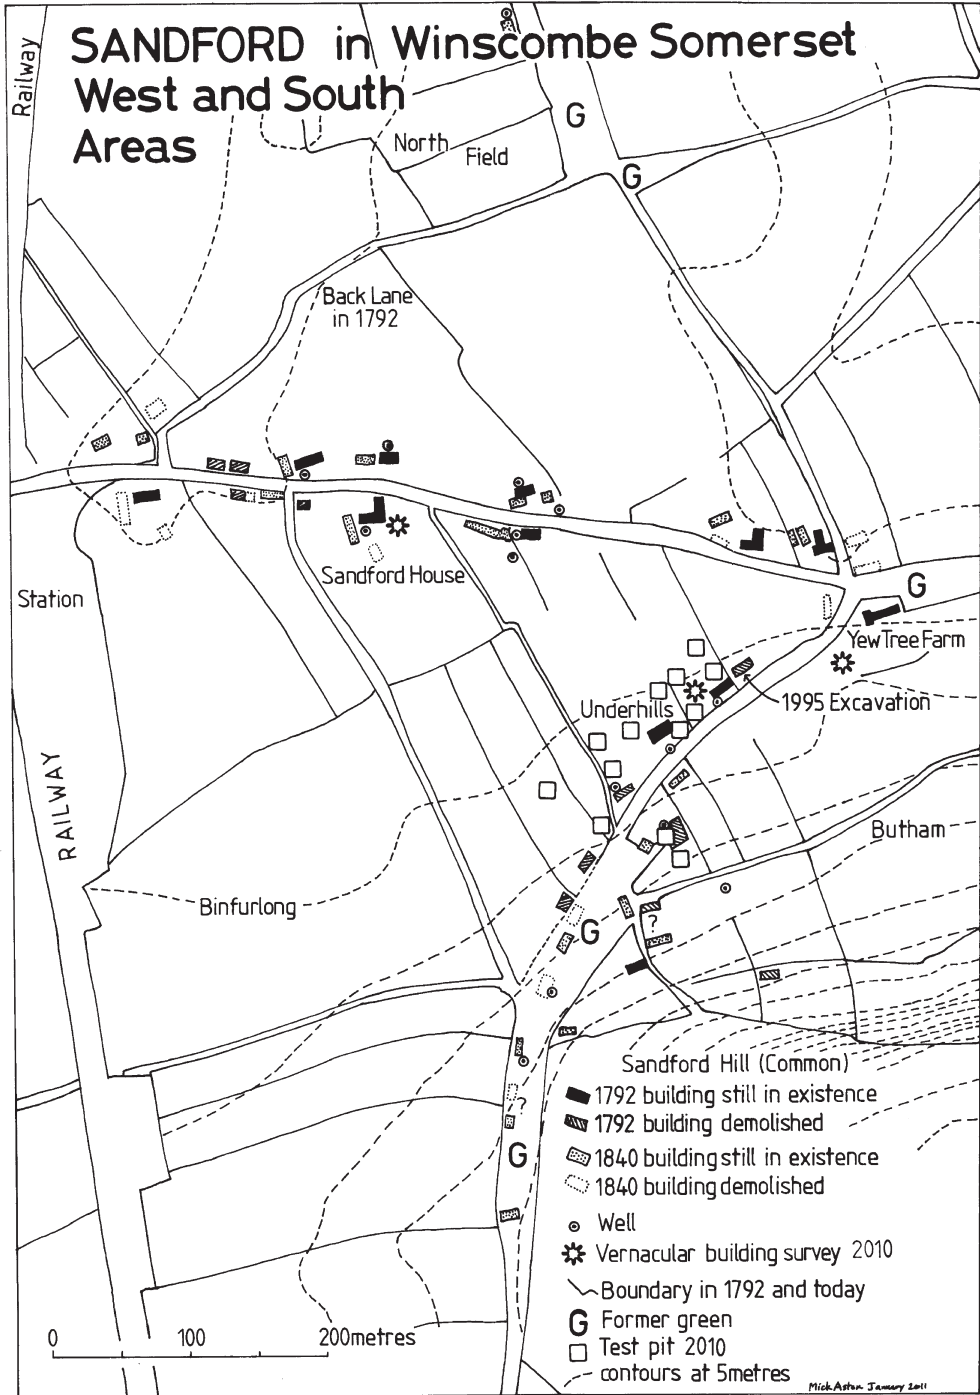 SANDFORD in Winscombe Somerset
West and South
Areas
Railway
G
North
Field
G
Back Lane
in 1792
Sandford House
Station
G
Yew Tree Farm
1995 Excavation
Underhills
RAILWAY
Butham
Binfurlong
?
G
?
G
Sandford Hill (Common)
1792 building still in existence
1792 building demolished
1840 building still in existence
1840 building demolished
Well
Vernacular building survey 2010
Boundary in 1792 and today
G Former green
Test pit 2010
contours at 5metres
0 100 200metres
Mick Aston January 2011